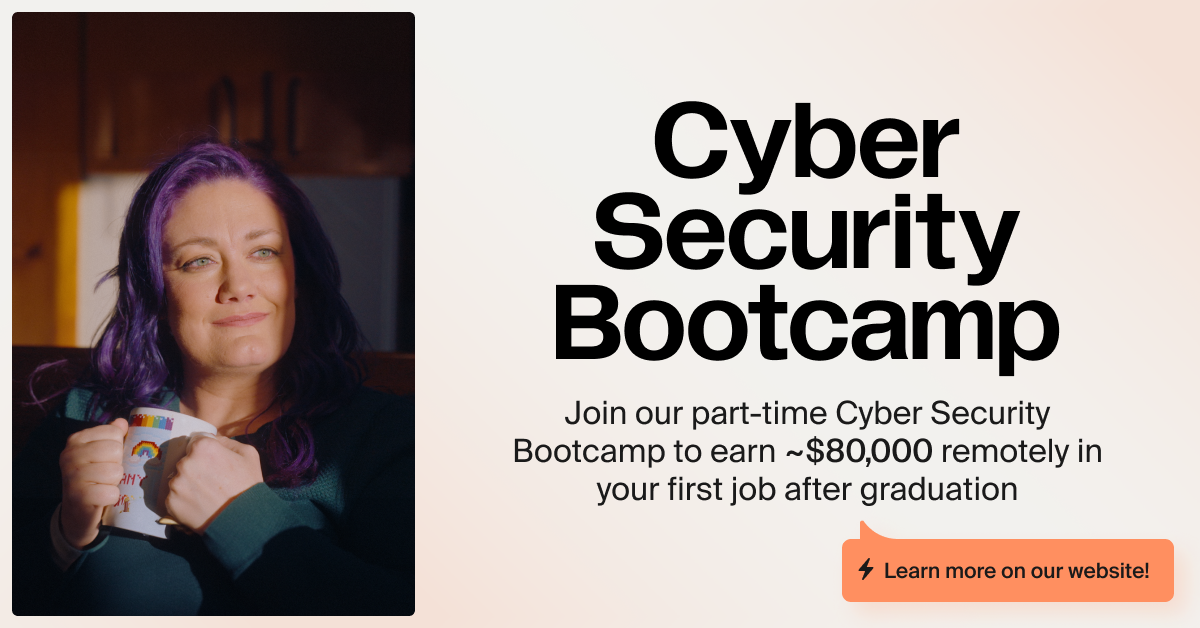 Cyber
Security
Bootcamp
Join our part-time Cyber Security
Bootcamp to earn ~$80,000 remotely in
your first job after graduation
Learn more on our website!